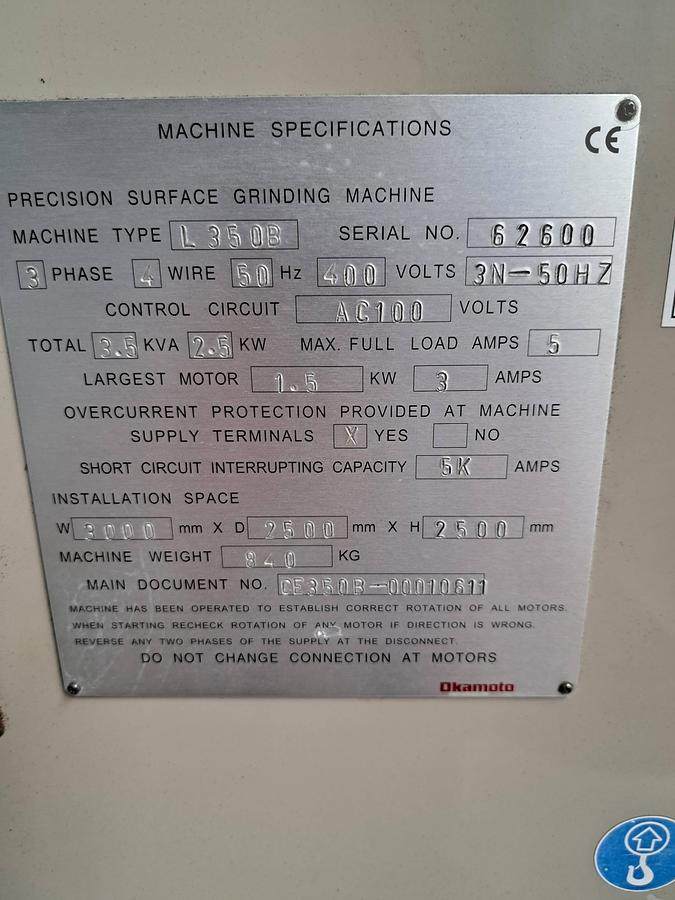 MACHINE SPECIFICATIONS
CE
PRECISION SURFACE GRINDING MACHINE
MACHINE TYPE L350B SERIAL NO. 62600
3 PHASE 4 WIRE 50 Hz 400 VOLTS 3N-50HZ
CONTROL CIRCUIT AC100 VOLTS
TOTAL 3.5 KVA 2.5 KW MAX. FULL LOAD AMPS 5
LARGEST MOTOR 1.5 KW 3 AMPS
OVERCURRENT PROTECTION PROVIDED AT MACHINE
SUPPLY TERMINALS X YES NO
SHORT CIRCUIT INTERRUPTING CAPACITY 5K AMPS
INSTALLATION SPACE
W 3000 mm X D 2500 mm X H 2500 mm
MACHINE WEIGHT 840 KG
MAIN DOCUMENT NO. CE350B-00010611
MACHINE HAS BEEN OPERATED TO ESTABLISH CORRECT ROTATION OF ALL MOTORS.
WHEN STARTING RECHECK ROTATION OF ANY MOTOR IF DIRECTION IS WRONG.
REVERSE ANY TWO PHASES OF THE SUPPLY AT THE DISCONNECT.
DO NOT CHANGE CONNECTION AT MOTORS
Okamoto